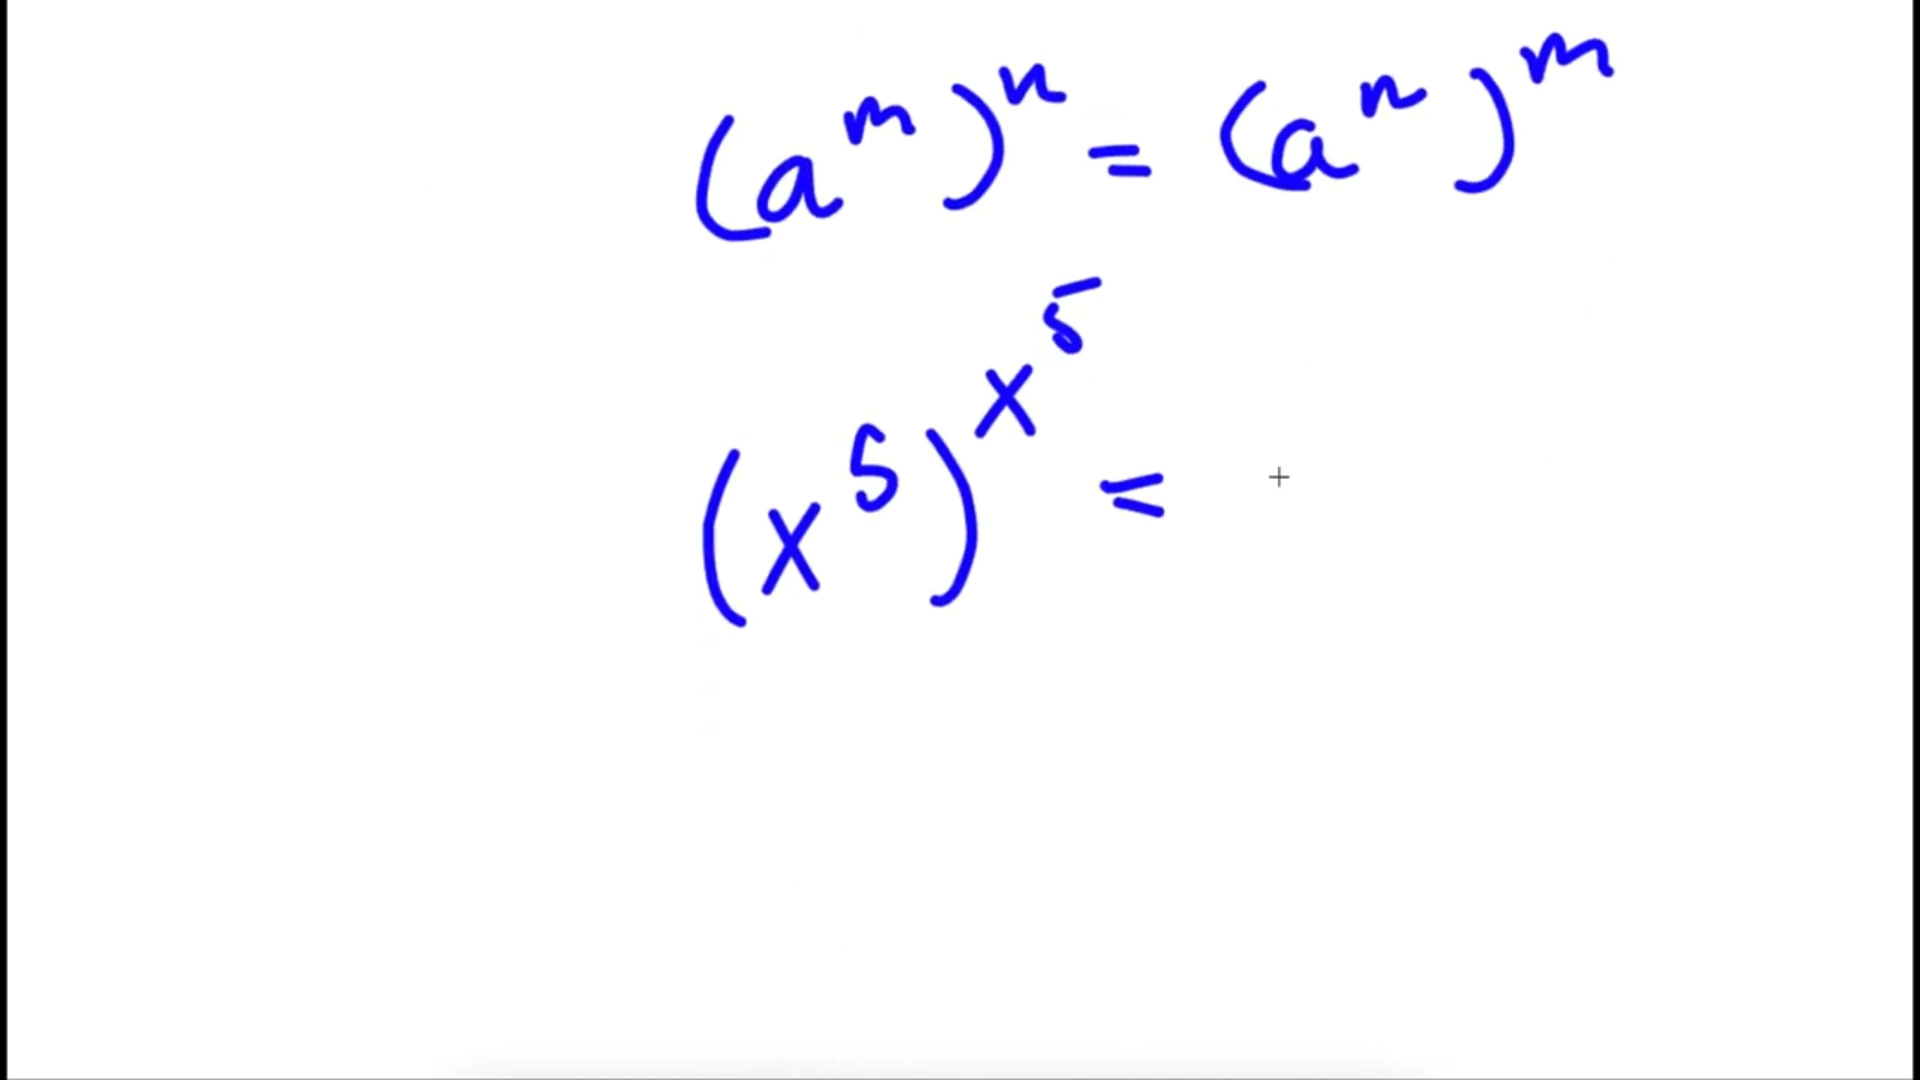 (a^m)^n = (a^n)^m
(x^5)^x^5 =